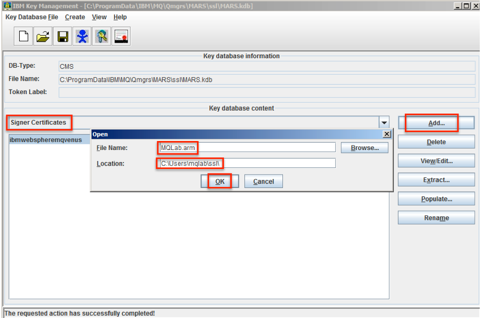 IBM Key Management - [C:\ProgramData\IBM\MQ\Qmgrs\MARS\ssl\MARS.kdb]
Key Database File Create View Help
Key database information
DB-Type: CMS
File Name: C:\ProgramData\IBM\MQ\Qmgrs\MARS\ssl\MARS.kdb
Token Label:
Key database content
Signer Certificates
Add...
ibmwebspheremqvenus
Delete
View/Edit...
Extract...
Populate...
Rename
Open
File Name: MQLab.arm
Browse...
Location: C:\Users\mqlab\ssl\
OK
Cancel
The requested action has successfully completed!